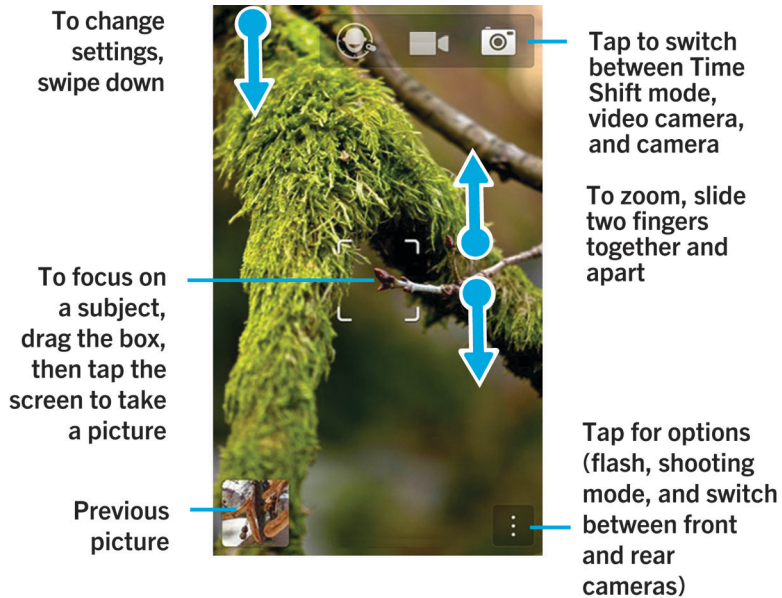 To change
settings,
swipe down
Tap to switch
between Time
Shift mode,
video camera,
and camera
To zoom, slide
two fingers
together and
apart
To focus on
a subject,
drag the box,
then tap the
screen to take
a picture
Previous
picture
Tap for options
(flash, shooting
mode, and switch
between front
and rear
cameras)